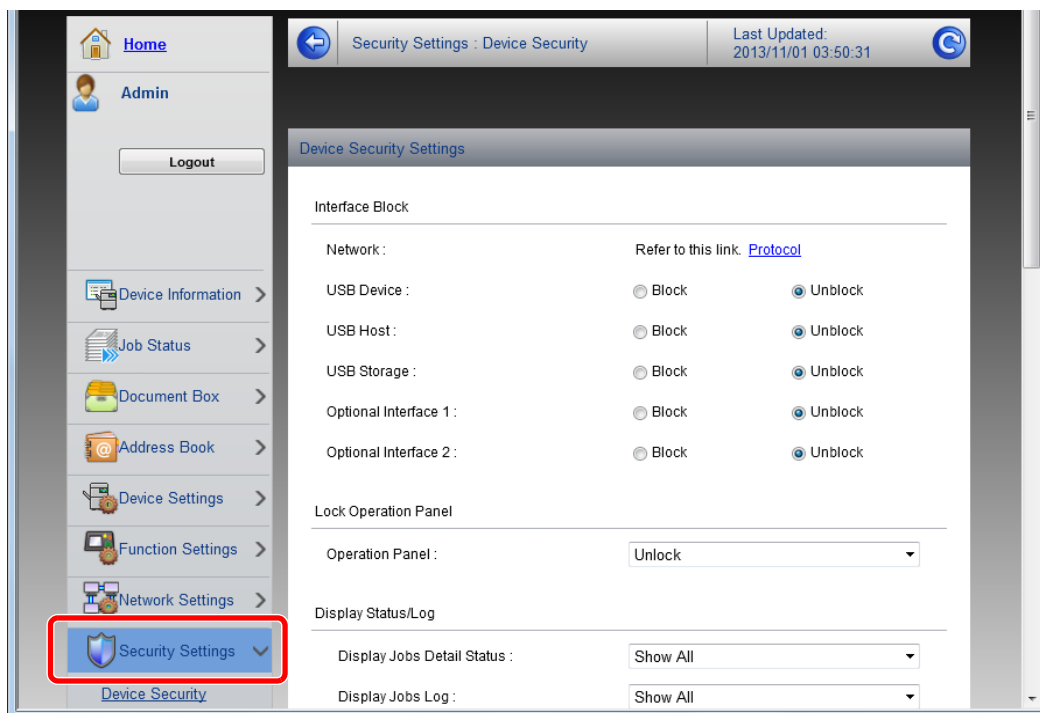 Home
Admin
Logout
Device Information
Job Status
Document Box
Address Book
Device Settings
Function Settings
Network Settings
Security Settings
Device Security
Security Settings : Device Security
Last Updated:
2013/11/01 03:50:31
Device Security Settings
Interface Block
Network : Refer to this link. Protocol
USB Device : Block Unblock
USB Host : Block Unblock
USB Storage : Block Unblock
Optional Interface 1 : Block Unblock
Optional Interface 2 : Block Unblock
Lock Operation Panel
Operation Panel : Unlock
Display Status/Log
Display Jobs Detail Status : Show All
Display Jobs Log : Show All